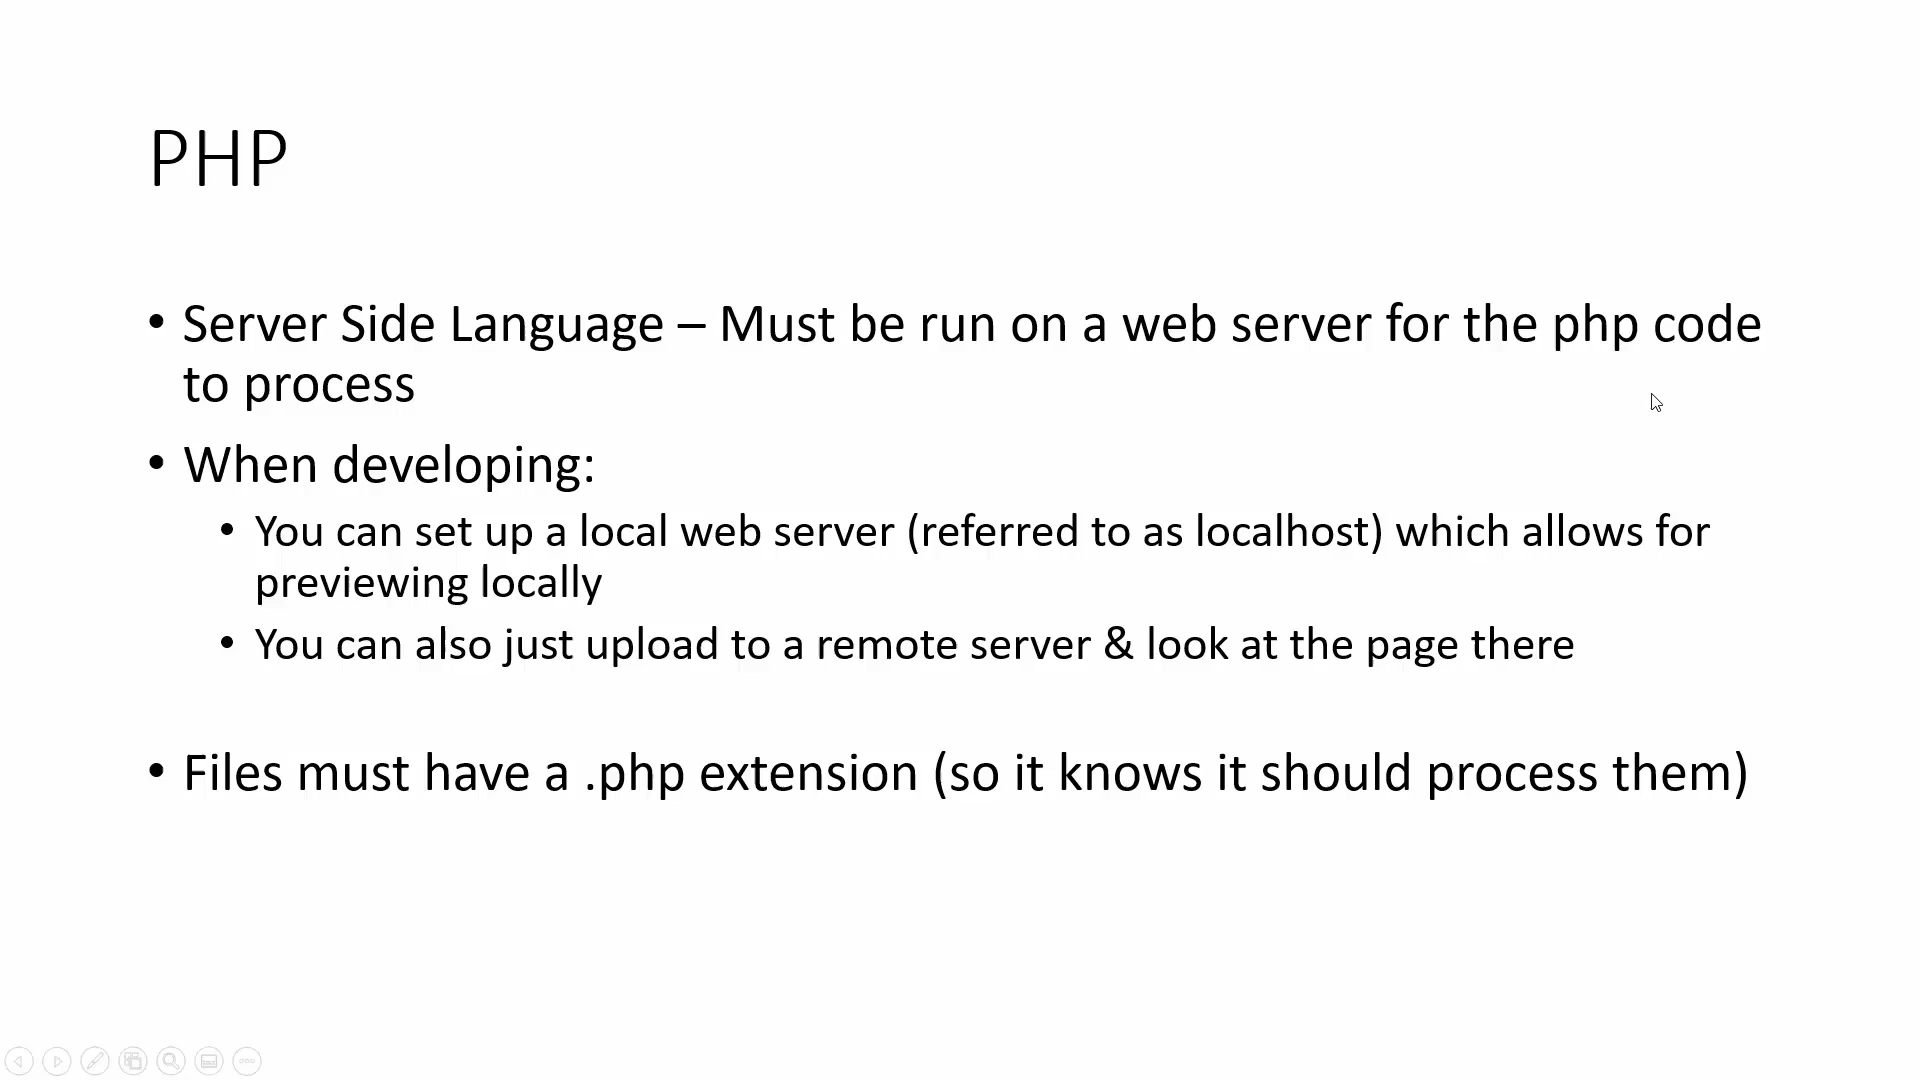 PHP
• Server Side Language – Must be run on a web server for the php code
to process
• When developing:
• You can set up a local web server (referred to as localhost) which allows for
previewing locally
• You can also just upload to a remote server & look at the page there
• Files must have a .php extension (so it knows it should process them)